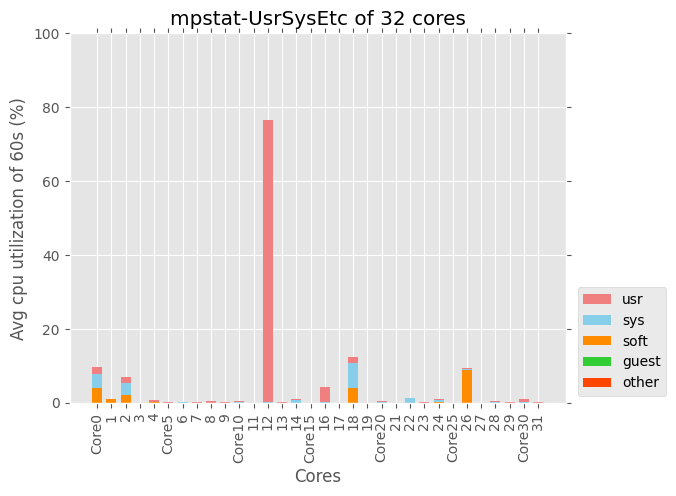 mpstat-UsrSysEtc of 32 cores
Avg cpu utilization of 60s (%)
100
80
60
40
20
0
Core0
1
2
3
4
Core5
6
7
8
9
Core10
11
12
13
14
Core15
16
17
18
19
Core20
21
22
23
24
Core25
26
27
28
29
Core30
31
Cores
usr
sys
soft
guest
other